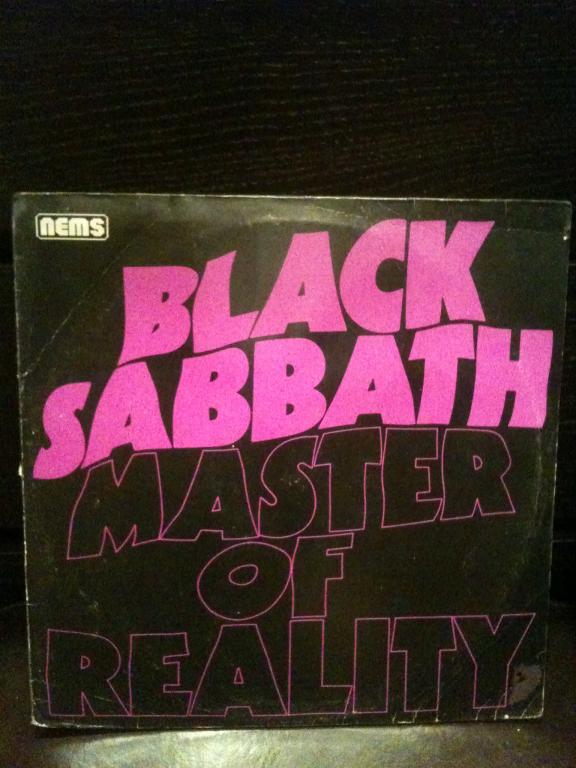 nems
BLACK
SABBATH
MASTER
OF
REALITY